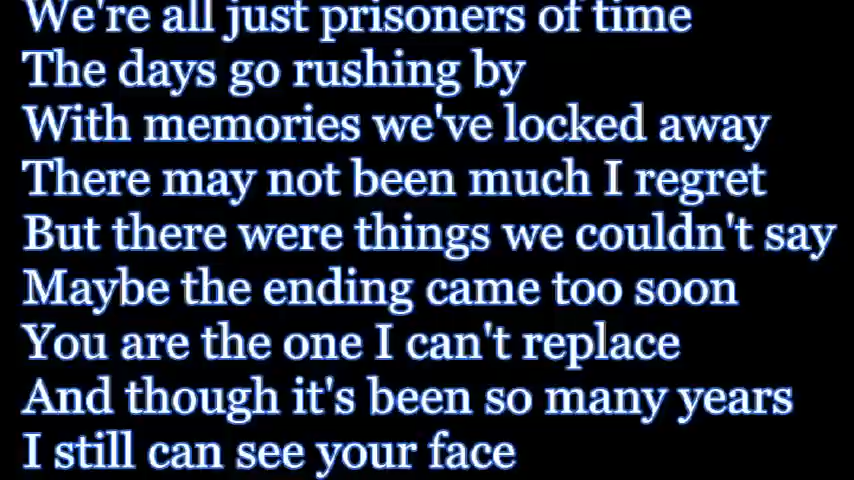 We're all just prisoners of time
The days go rushing by
With memories we've locked away
There may not been much I regret
But there were things we couldn't say
Maybe the ending came too soon
You are the one I can't replace
And though it's been so many years
I still can see your face